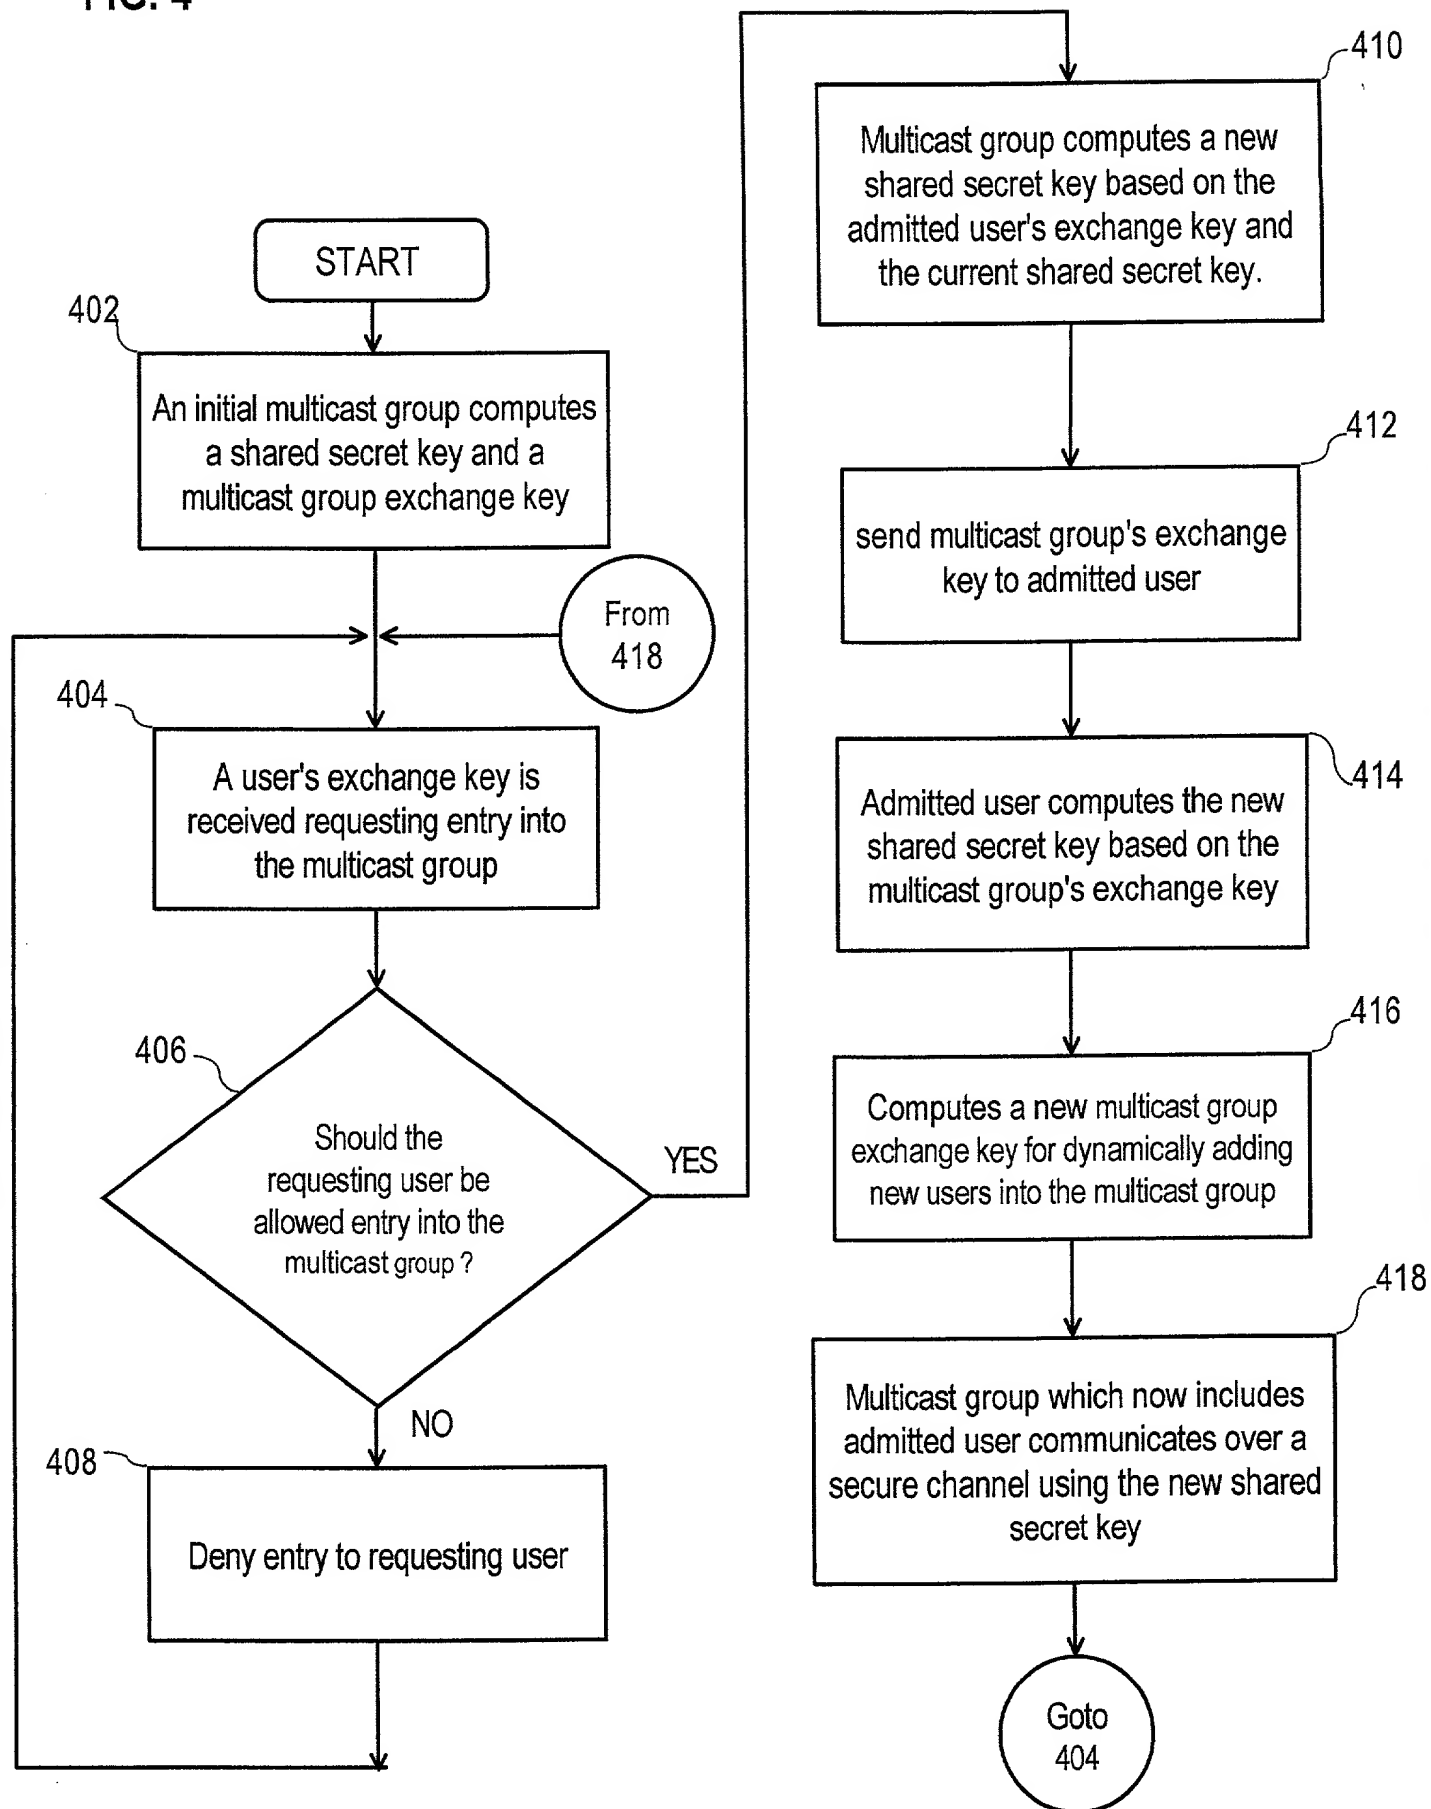 FIG. 4
START
402
An initial multicast group computes
a shared secret key and a
multicast group exchange key
From
418
404
A user's exchange key is
received requesting entry into
the multicast group
406
Should the
requesting user be
allowed entry into the
multicast group ?
YES
NO
408
Deny entry to requesting user
410
Multicast group computes a new
shared secret key based on the
admitted user's exchange key and
the current shared secret key.
412
send multicast group's exchange
key to admitted user
414
Admitted user computes the new
shared secret key based on the
multicast group's exchange key
416
Computes a new multicast group
exchange key for dynamically adding
new users into the multicast group
418
Multicast group which now includes
admitted user communicates over a
secure channel using the new shared
secret key
Goto
404